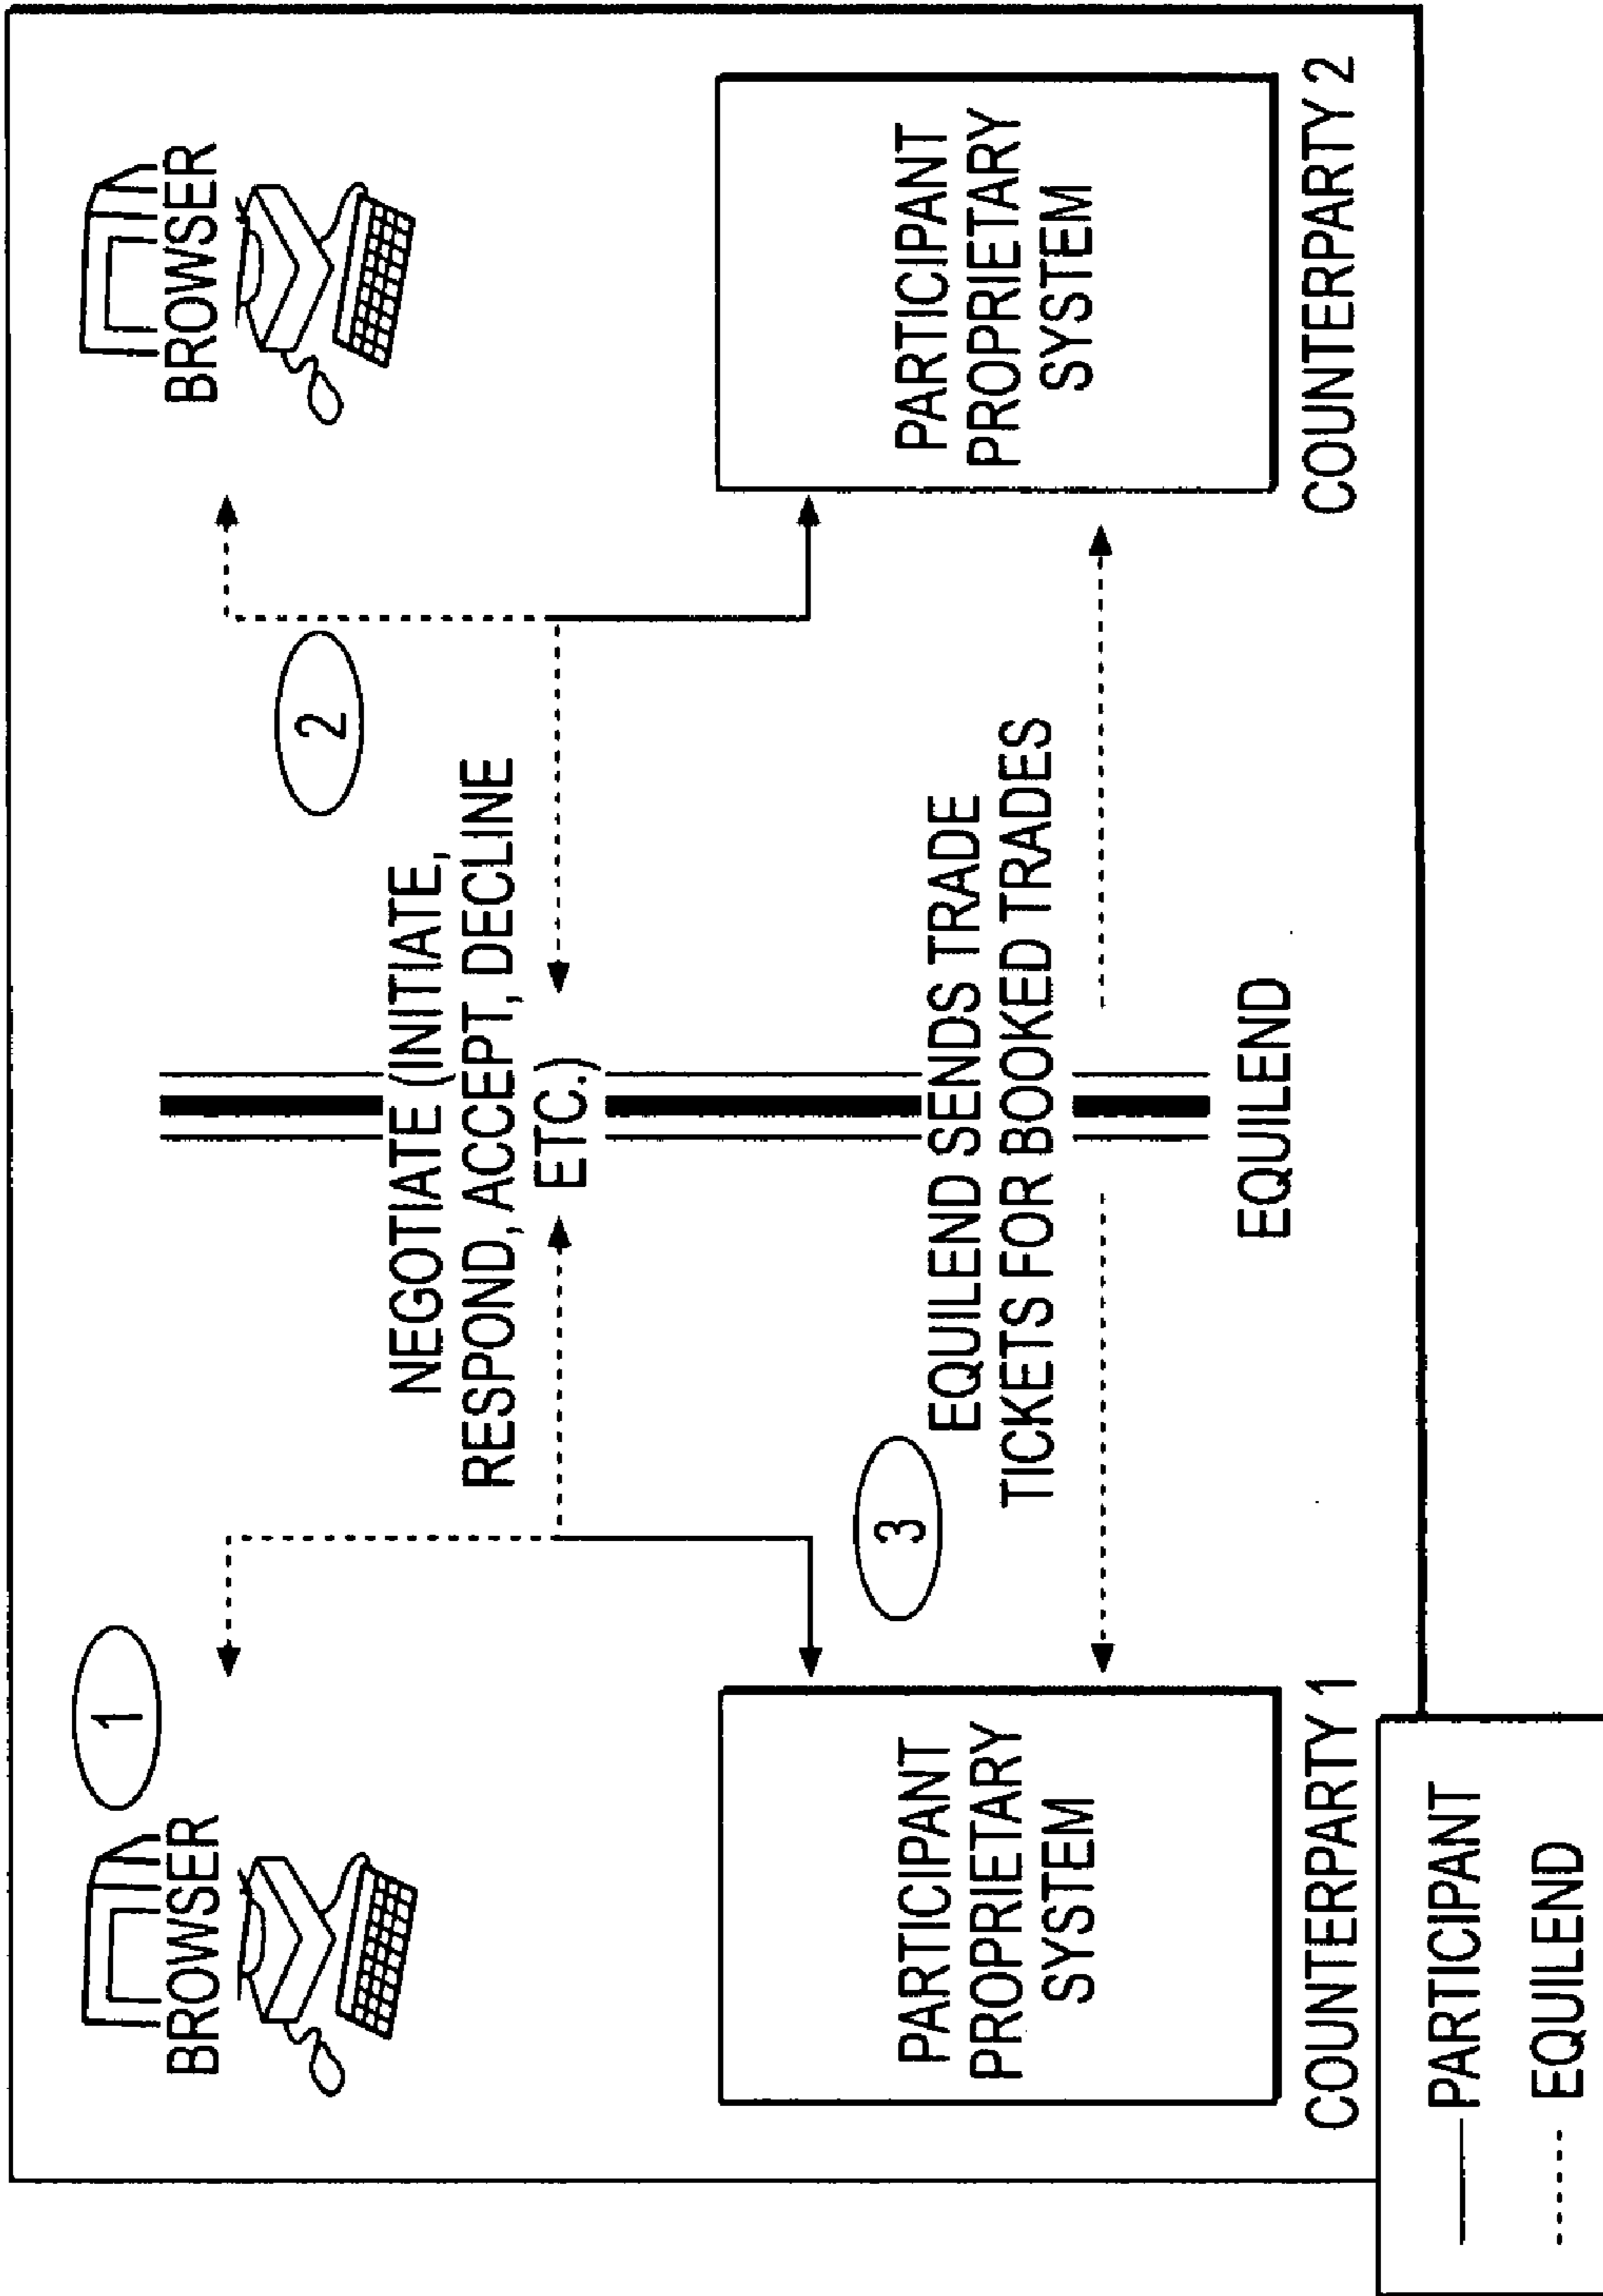 1
BROWSER
BROWSER
2
NEGOTIATE (INITIATE,
RESPOND, ACCEPT, DECLINE
ETC.)
3
PARTICIPANT
PROPRIETARY
SYSTEM
EQUILEND SENDS TRADE
TICKETS FOR BOOKED TRADES
PARTICIPANT
PROPRIETARY
SYSTEM
COUNTERPARTY 1
EQUILEND
COUNTERPARTY 2
PARTICIPANT
EQUILEND